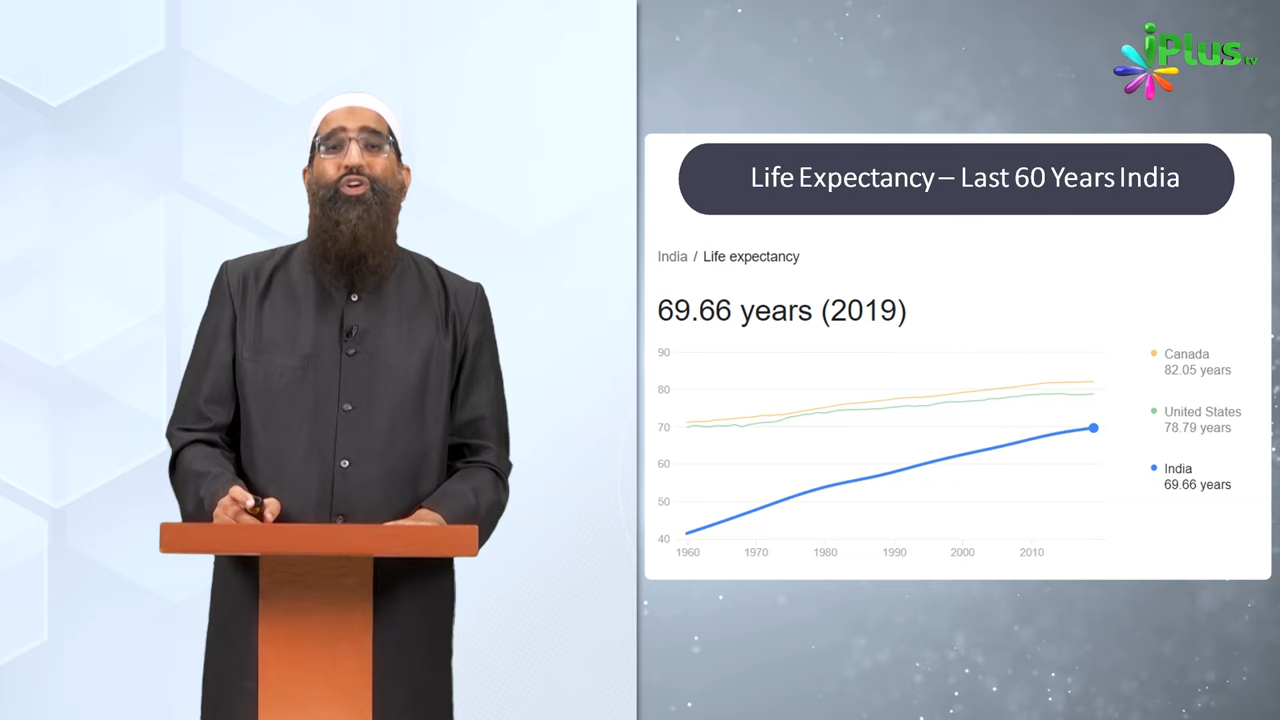 iPlus tv
Life Expectancy – Last 60 Years India
India / Life expectancy
69.66 years (2019)
90
80
70
60
50
40
1960
1970
1980
1990
2000
2010
Canada
82.05 years
United States
78.79 years
India
69.66 years